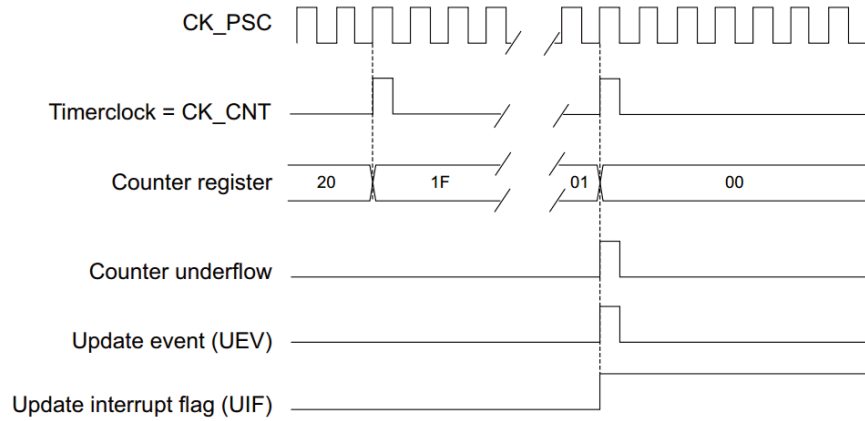 CK_PSC
Timerclock = CK_CNT
Counter register 20 1F 01 00
Counter underflow
Update event (UEV)
Update interrupt flag (UIF)